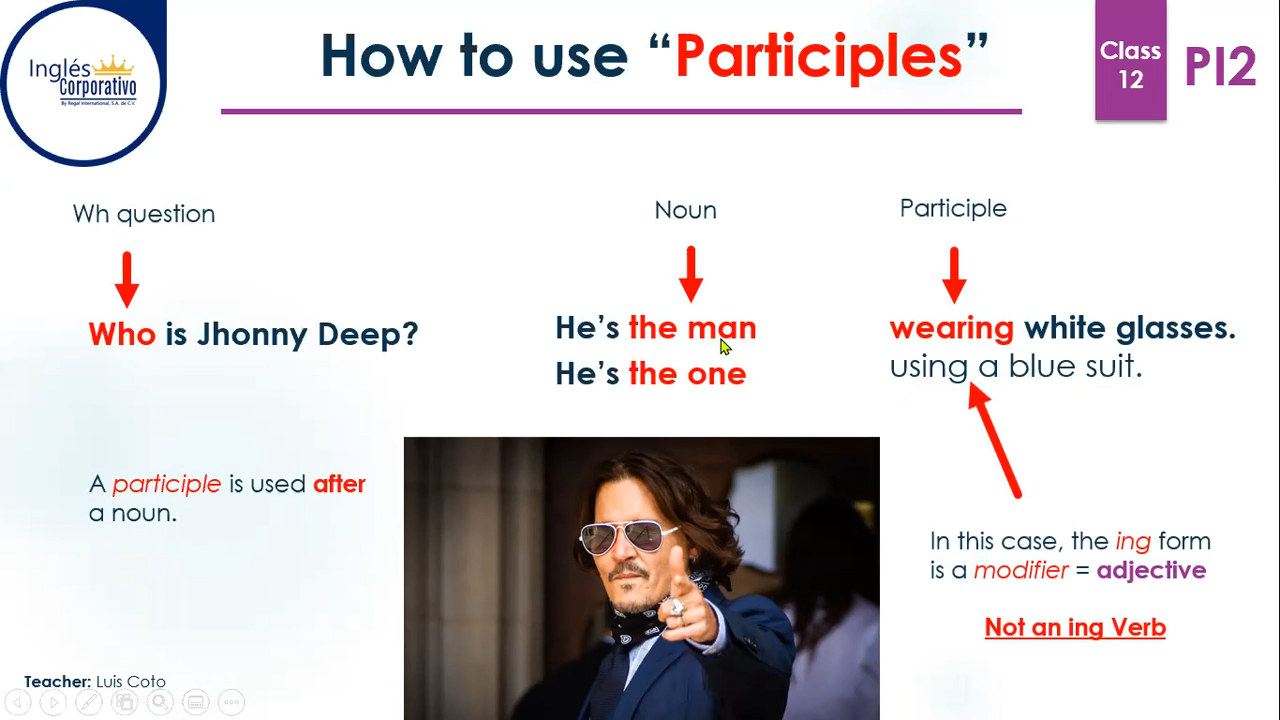 Inglés
Corporativo
By Regal International, S.A. de C.V.
How to use “Participles”
Class
12
PI2
Wh question
Noun
Participle
Who is Jhonny Deep?
He’s the man
wearing white glasses.
He’s the one
using a blue suit.
A participle is used after
a noun.
In this case, the ing form
is a modifier = adjective
Not an ing Verb
Teacher: Luis Coto